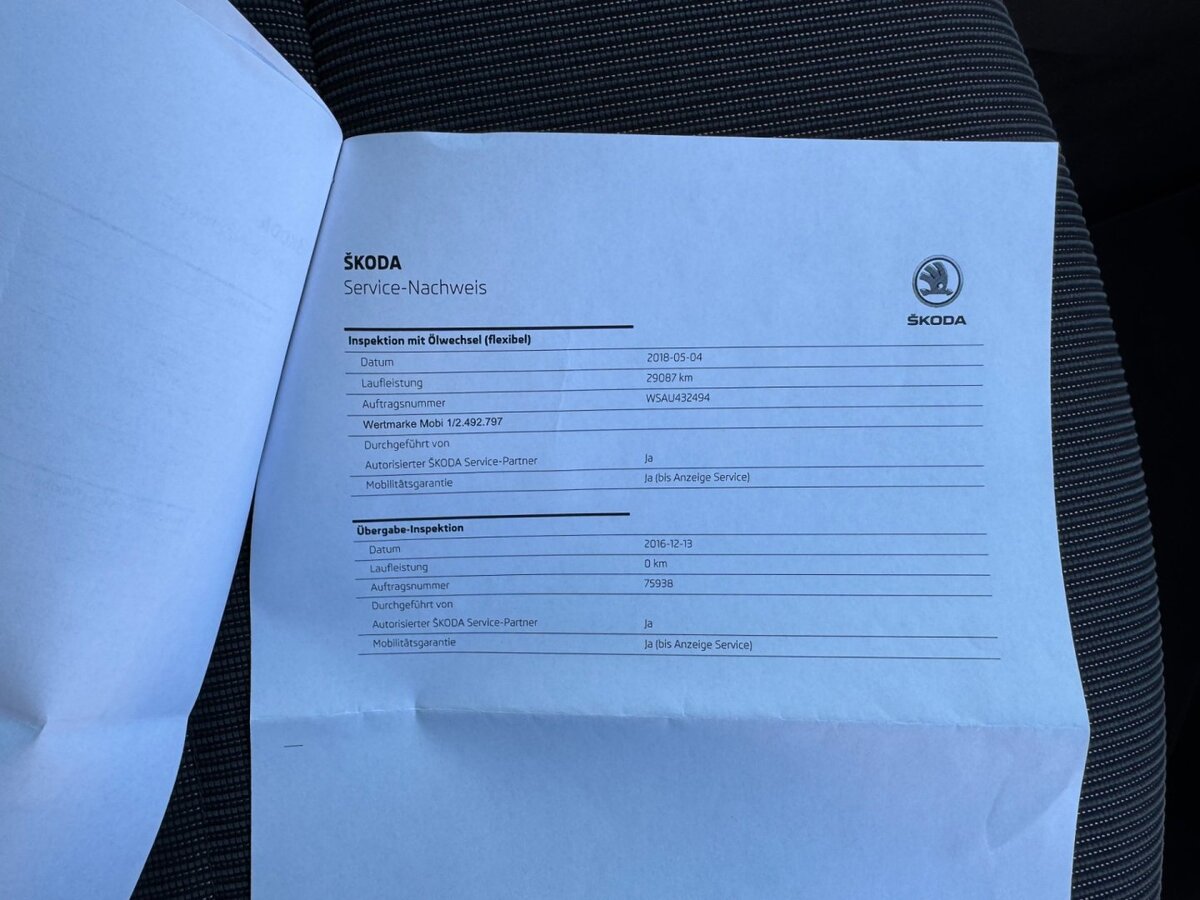 ŠKODA
Service-Nachweis
ŠKODA
Inspektion mit Ölwechsel (flexibel)
Datum 2018-05-04
Laufleistung 29087 km
Auftragsnummer WSAU432494
Wertmarke Mobi 1/2.492.797
Durchgeführt von
Autorisierter ŠKODA Service-Partner Ja
Mobilitätsgarantie Ja (bis Anzeige Service)
Übergabe-Inspektion
Datum 2016-12-13
Laufleistung 0 km
Auftragsnummer 75938
Durchgeführt von
Autorisierter ŠKODA Service-Partner Ja
Mobilitätsgarantie Ja (bis Anzeige Service)